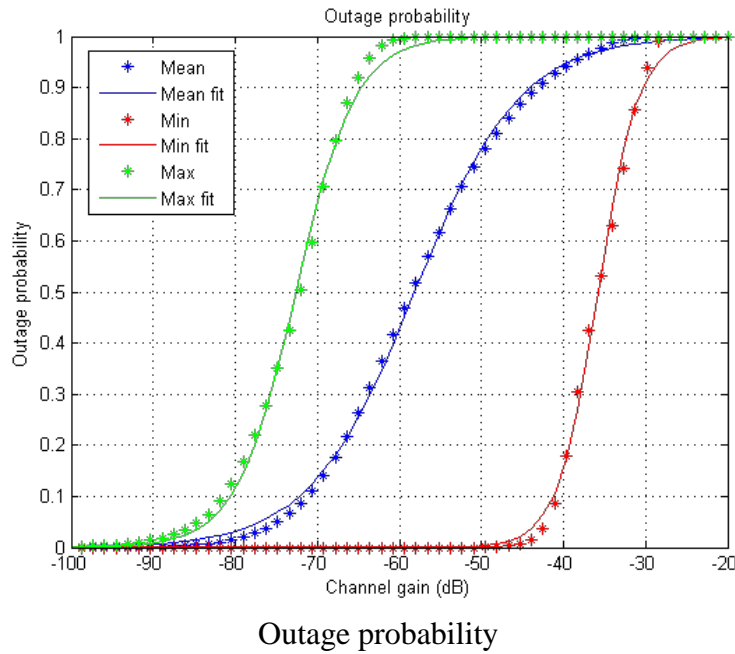 Outage probability
1
0.9
0.8
0.7
0.6
0.5
0.4
0.3
0.2
0.1
0
Outage probability
Mean
Mean fit
Min
Min fit
Max
Max fit
-100
-90
-80
-70
-60
-50
-40
-30
-20
Channel gain (dB)
Outage probability